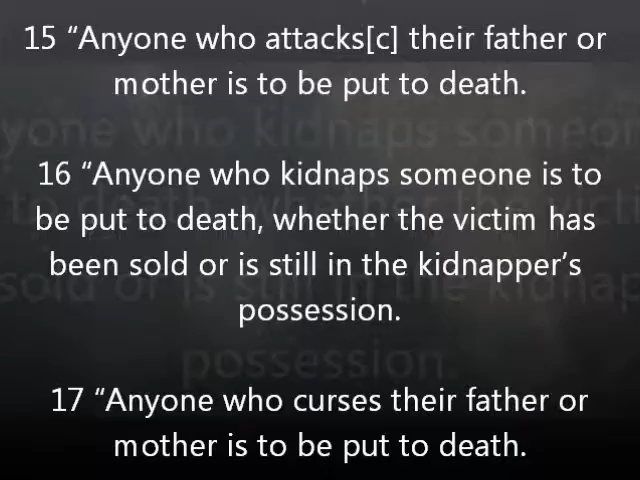 15 “Anyone who attacks[c] their father or
mother is to be put to death.
16 “Anyone who kidnaps someone is to
be put to death, whether the victim has
been sold or is still in the kidnapper’s
possession.
17 “Anyone who curses their father or
mother is to be put to death.